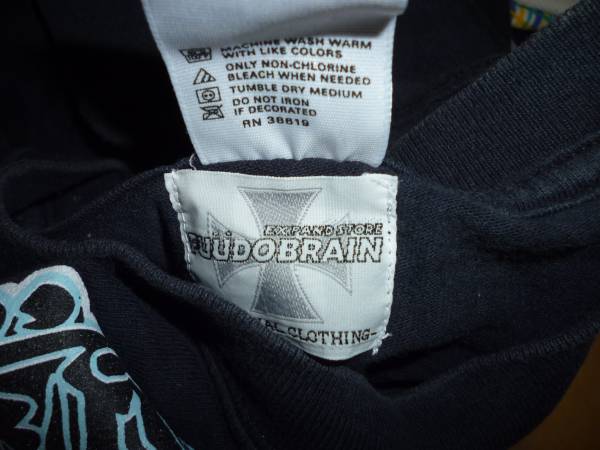 MACHINE WASH WARM
WITH LIKE COLORS
ONLY NON-CHLORINE
BLEACH WHEN NEEDED
TUMBLE DRY MEDIUM
DO NOT IRON
IF DECORATED
RN 38619
EXPAND STORE
CLOTHING-